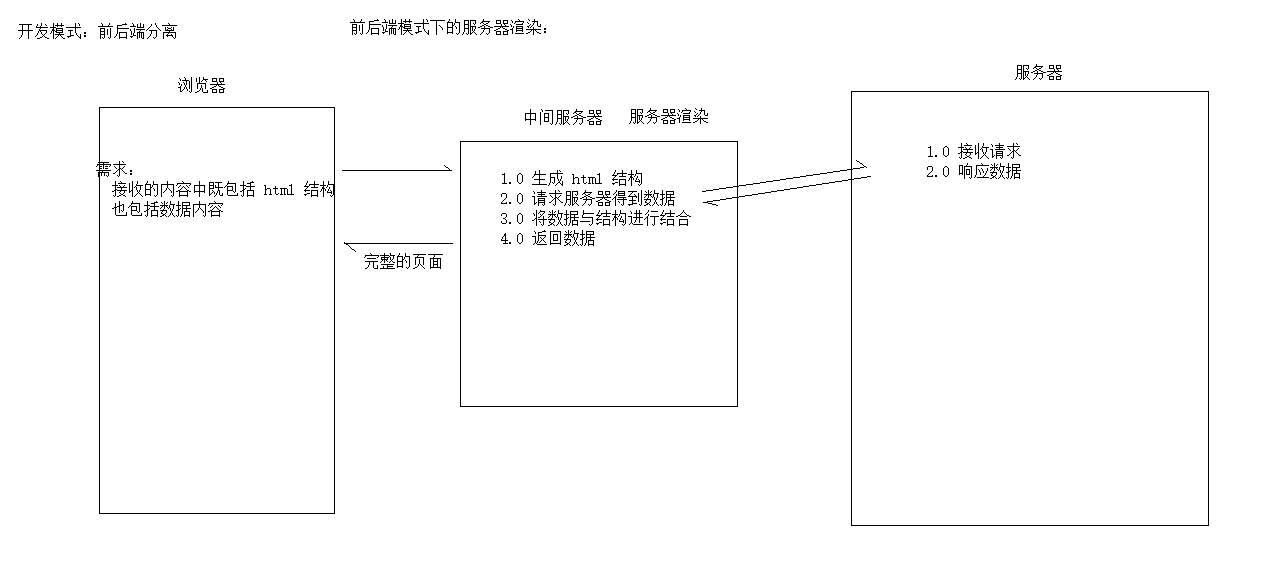 开发模式：前后端分离
前后端模式下的服务器渲染：
浏览器
需求：
接收的内容中既包括 html 结构
也包括数据内容
完整的页面
中间服务器 服务器渲染
1.0 生成 html 结构
2.0 请求服务器得到数据
3.0 将数据与结构进行结合
4.0 返回数据
服务器
1.0 接收请求
2.0 响应数据